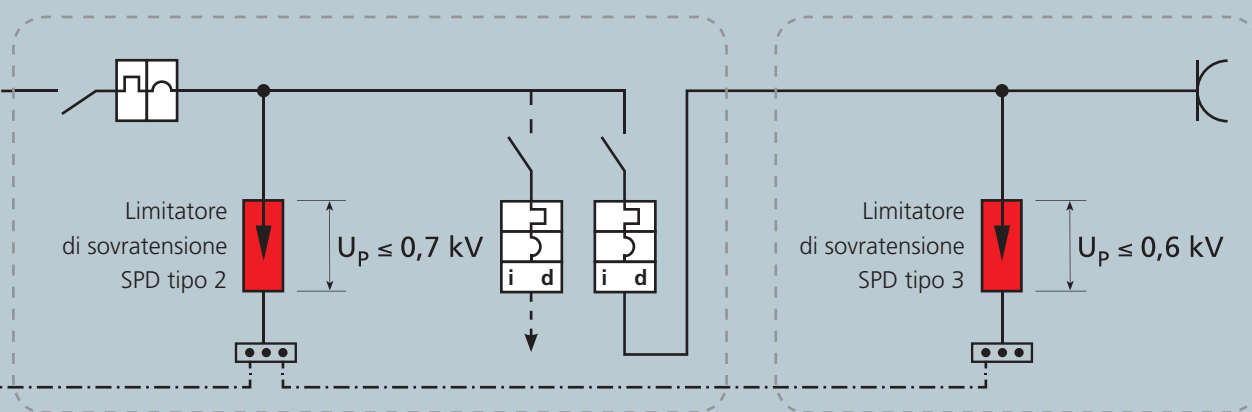 Limitatore
di sovratensione
SPD tipo 2
UP ≤ 0,7 kV
i d
i d
Limitatore
di sovratensione
SPD tipo 3
UP ≤ 0,6 kV